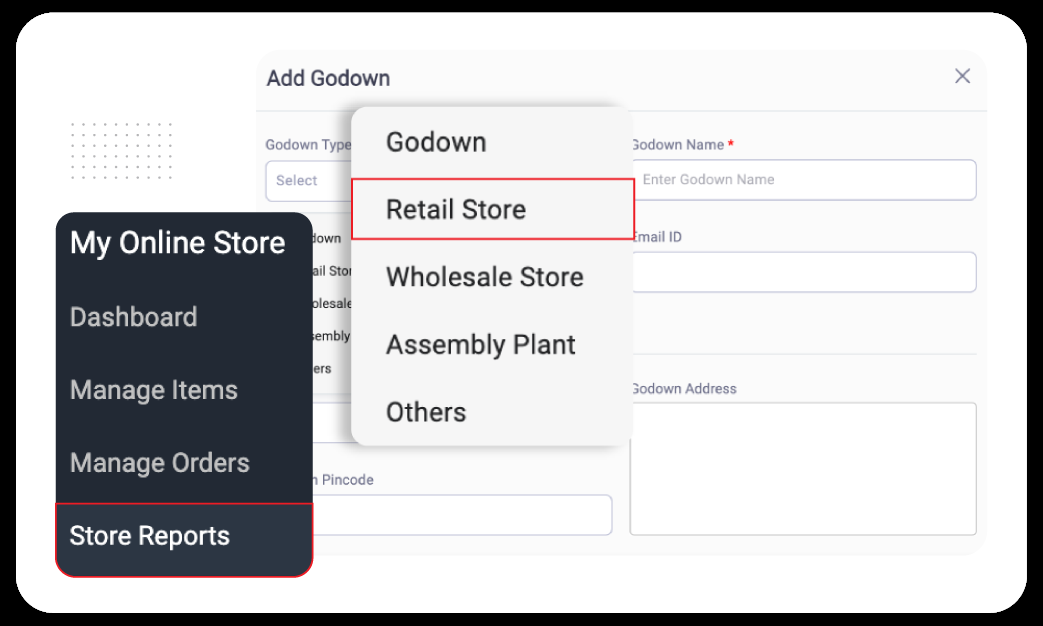 Add Godown
Godown Type
Godown Name *
Select
Enter Godown Name
Email ID
Godown Address
Pincode
Godown
Retail Store
Wholesale Store
Assembly Plant
Others
My Online Store
Dashboard
Manage Items
Manage Orders
Store Reports